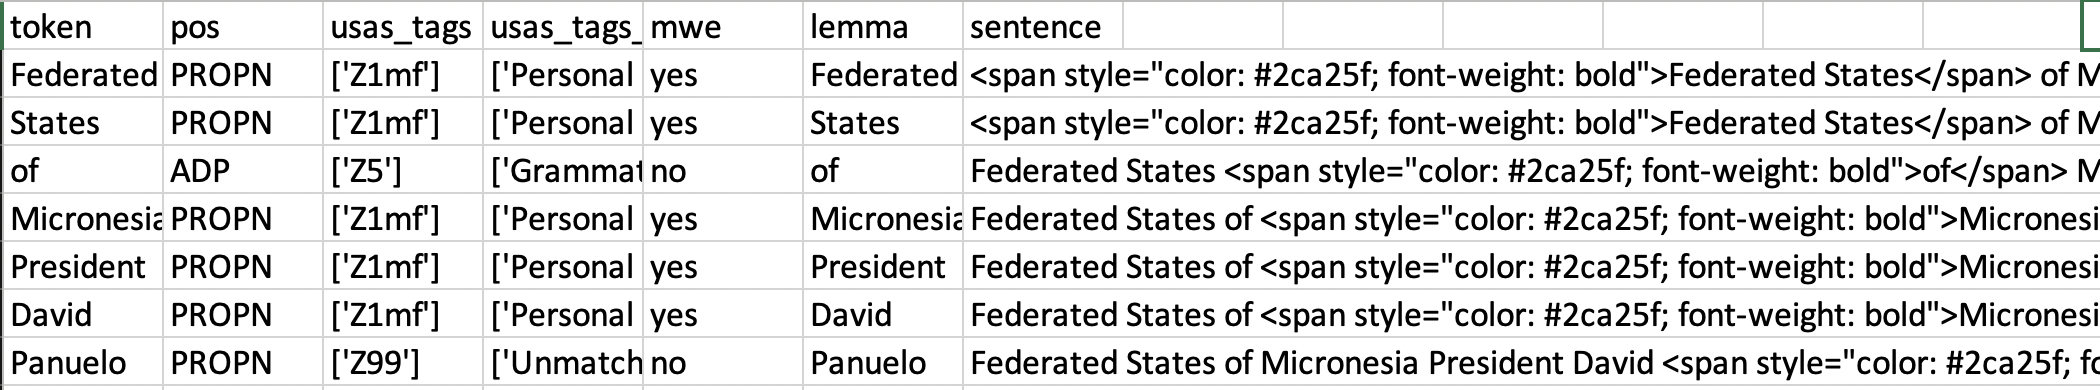 token pos usas_tags usas_tags_ mwe lemma sentence
Federated PROPN ['Z1mf'] ['Personal yes Federated <span style="color: #2ca25f; font-weight: bold">Federated States</span> of M
States PROPN ['Z1mf'] ['Personal yes States <span style="color: #2ca25f; font-weight: bold">Federated States</span> of M
of ADP ['Z5'] ['Grammat no of Federated States <span style="color: #2ca25f; font-weight: bold">of</span> M
Micronesia PROPN ['Z1mf'] ['Personal yes Micronesia Federated States of <span style="color: #2ca25f; font-weight: bold">Micronesi
President PROPN ['Z1mf'] ['Personal yes President Federated States of <span style="color: #2ca25f; font-weight: bold">Micronesi
David PROPN ['Z1mf'] ['Personal yes David Federated States of <span style="color: #2ca25f; font-weight: bold">Micronesi
Panuelo PROPN ['Z99'] ['Unmatch no Panuelo Federated States of Micronesia President David <span style="color: #2ca25f; fo